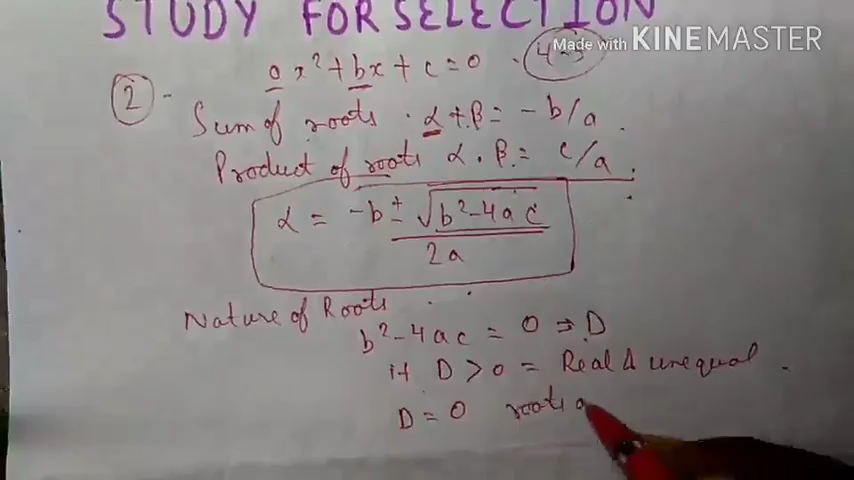 STUDY FOR SELECTION
Made with KINEMASTER
ax²+bx+c=0
2 - Sum of roots . α+β = -b/a.
Product of roots α.β = c/a.
α = -b±√b²-4ac
2a
Nature of Roots
b²-4ac = 0 ⇒ D
if D>0 = Real & unequal
D=0 roots a